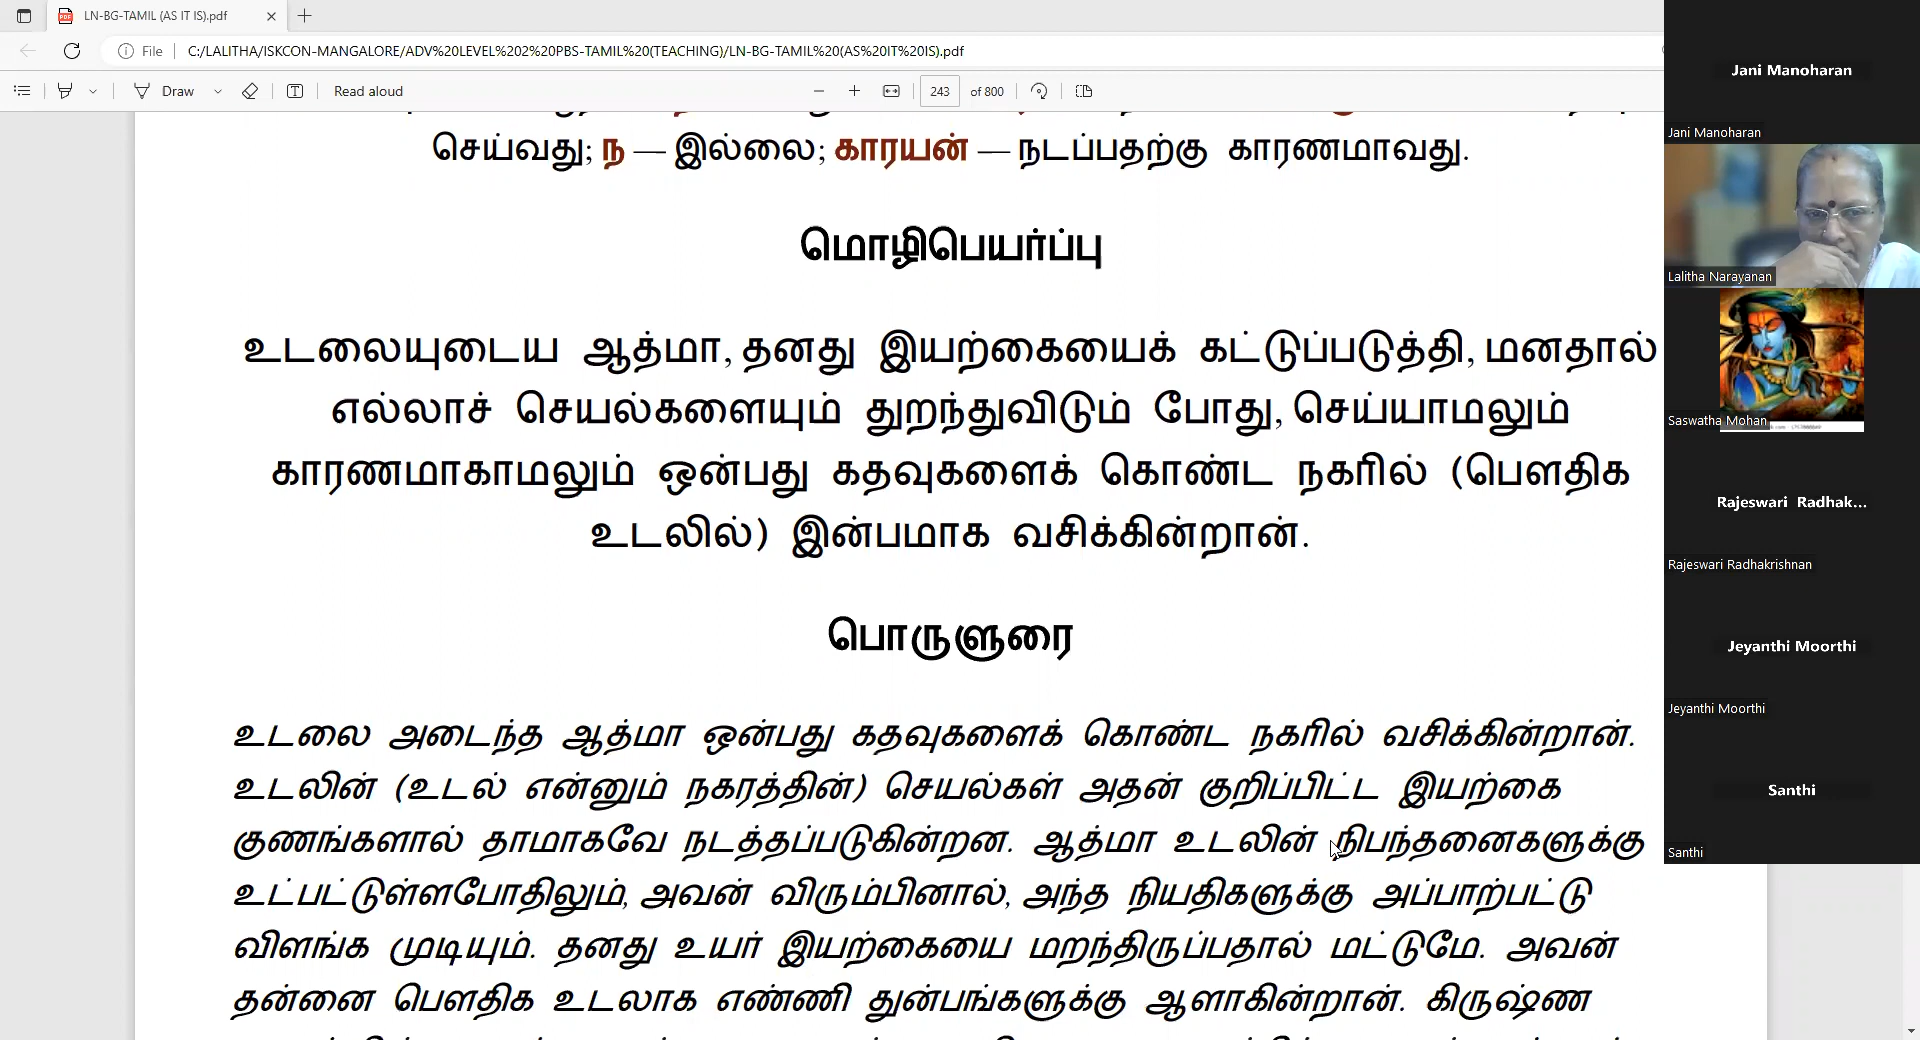 LN-BG-TAMIL (AS IT IS).pdf
File C:/LALITHA/ISKCON-MANGALORE/ADV%20LEVEL%202%20PBS-TAMIL%20(TEACHING)/LN-BG-TAMIL%20(AS%20IT%20IS).pdf
Draw Read aloud 243 of 800
செய்வது; ந — இல்லை; காரயன் — நடப்பதற்கு காரணமாவது.
மொழிபெயர்ப்பு
உடலையுடைய ஆத்மா, தனது இயற்கையைக் கட்டுப்படுத்தி, மனதால்
எல்லாச் செயல்களையும் துறந்துவிடும் போது, செய்யாமலும்
காரணமாகாமலும் ஒன்பது கதவுகளைக் கொண்ட நகரில் (பௌதிக
உடலில்) இன்பமாக வசிக்கின்றான்.
பொருளுரை
உடலை அடைந்த ஆத்மா ஒன்பது கதவுகளைக் கொண்ட நகரில் வசிக்கின்றான்.
உடலின் (உடல் என்னும் நகரத்தின்) செயல்கள் அதன் குறிப்பிட்ட இயற்கை
குணங்களால் தாமாகவே நடத்தப்படுகின்றன. ஆத்மா உடலின் நிபந்தனைகளுக்கு
உட்பட்டுள்ளபோதிலும், அவன் விரும்பினால், அந்த நியதிகளுக்கு அப்பாற்பட்டு
விளங்க முடியும். தனது உயர் இயற்கையை மறந்திருப்பதால் மட்டுமே. அவன்
தன்னை பௌதிக உடலாக எண்ணி துன்பங்களுக்கு ஆளாகின்றான். கிருஷ்ண
Jani Manoharan
Jani Manoharan
Lalitha Narayanan
Saswatha Mohan
Rajeswari Radhak...
Rajeswari Radhakrishnan
Jeyanthi Moorthi
Jeyanthi Moorthi
Santhi
Santhi